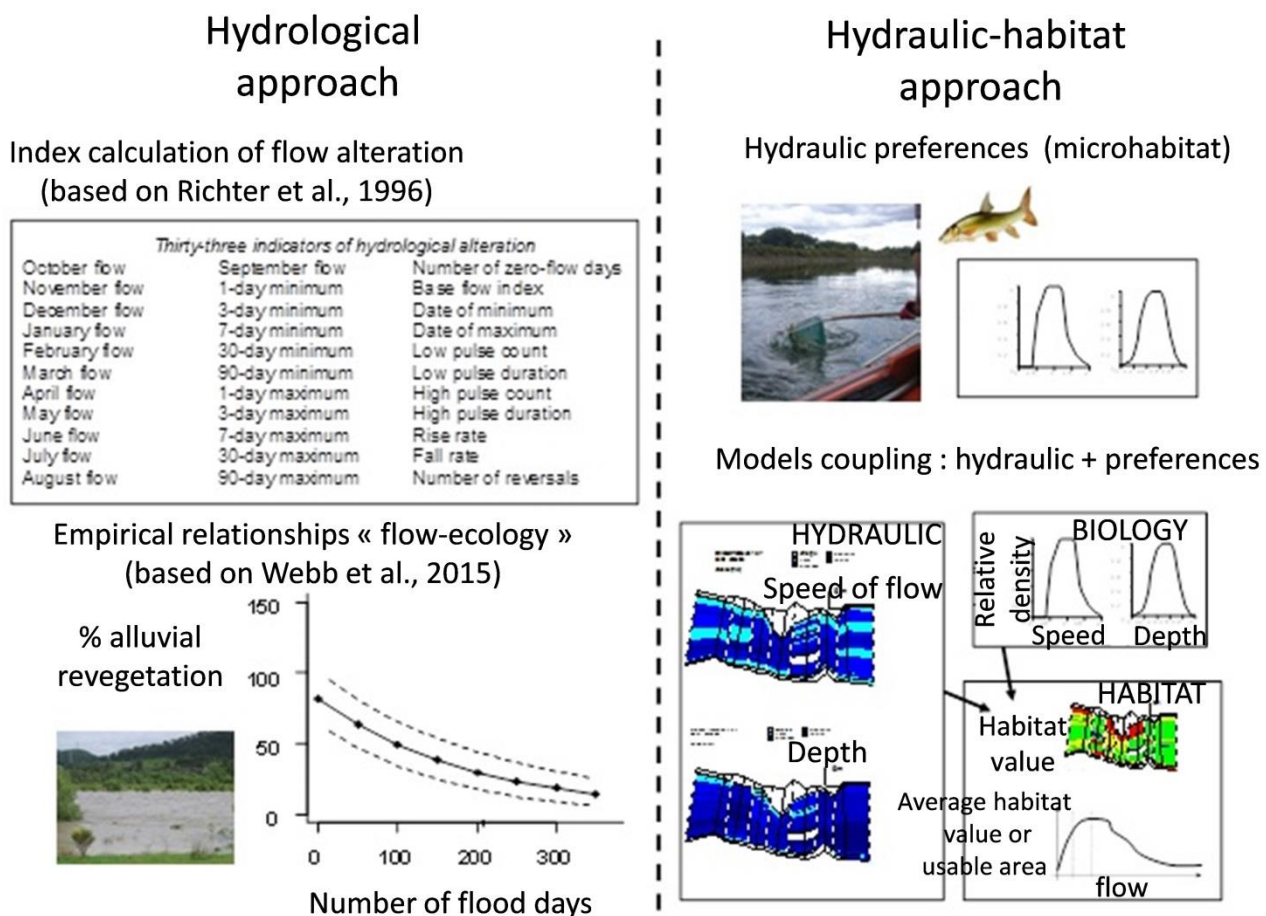 Hydrological
approach
Index calculation of flow alteration
(based on Richter et al., 1996)
Thirty-three indicators of hydrological alteration
October flow September flow Number of zero-flow days
November flow 1-day minimum Base flow index
December flow 3-day minimum Date of minimum
January flow 7-day minimum Date of maximum
February flow 30-day minimum Low pulse count
March flow 90-day minimum Low pulse duration
April flow 1-day maximum High pulse count
May flow 3-day maximum High pulse duration
June flow 7-day maximum Rise rate
July flow 30-day maximum Fall rate
August flow 90-day maximum Number of reversals
Empirical relationships « flow-ecology »
(based on Webb et al., 2015)
% alluvial
revegetation
150
100
50
0
0 100 200 300
Number of flood days
Hydraulic-habitat
approach
Hydraulic preferences (microhabitat)
Models coupling : hydraulic + preferences
HYDRAULIC
Speed of flow
Depth
BIOLOGY
Relative
density
Speed Depth
HABITAT
Habitat
value
Average habitat
value or
usable area
flow